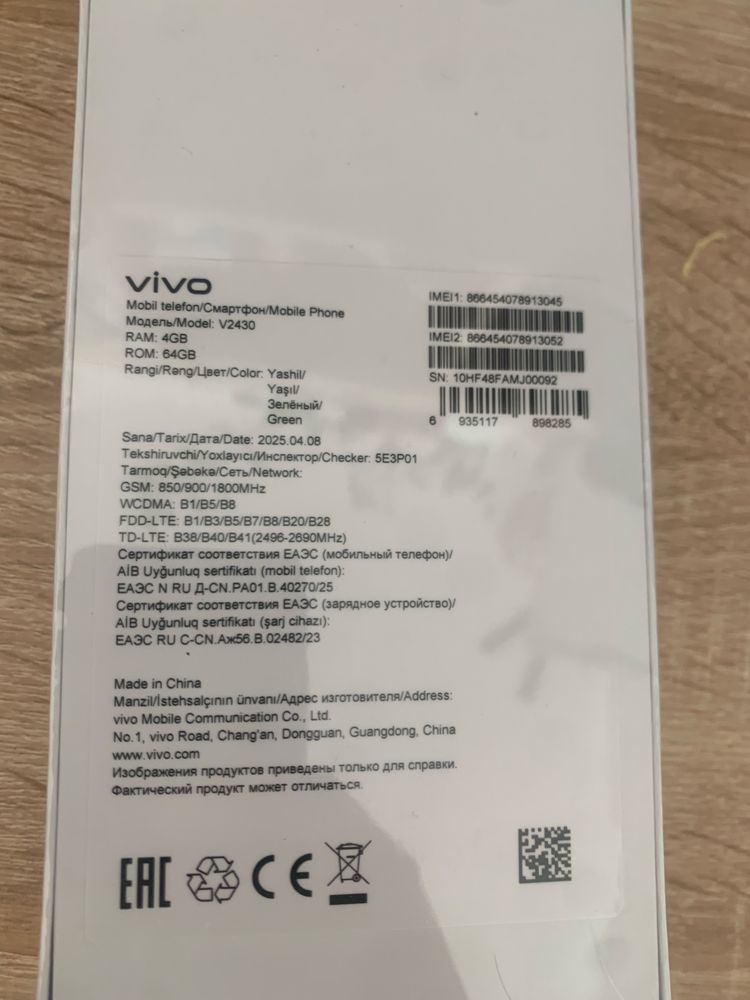 vivo
Mobil telefon/Смартфон/Mobile Phone
Модель/Model: V2430
RAM: 4GB
ROM: 64GB
Rangi/Rəng/Цвет/Color: Yashil/
Yaşıl/
Зелёный/
Green
IMEI1: 866454078913045
IMEI2: 866454078913052
SN: 10HF48FAMJ00092
6 935117 898285
Sana/Tarix/Дата/Date: 2025.04.08
Tekshiruvchi/Yoxlayıcı/Инспектор/Checker: 5E3P01
Tarmoq/Şəbəkə/Сеть/Network:
GSM: 850/900/1800MHz
WCDMA: B1/B5/B8
FDD-LTE: B1/B3/B5/B7/B8/B20/B28
TD-LTE: B38/B40/B41(2496-2690MHz)
Сертификат соответствия ЕАЭС (мобильный телефон)/
AİB Uyğunluq sertifikatı (mobil telefon):
ЕАЭС N RU Д-CN.РА01.В.40270/25
Сертификат соответствия ЕАЭС (зарядное устройство)/
AİB Uyğunluq sertifikatı (şarj cihazı):
ЕАЭС RU С-CN.Аж56.В.02482/23
Made in China
Manzil/İstehsalçının ünvanı/Адрес изготовителя/Address:
vivo Mobile Communication Co., Ltd.
No.1, vivo Road, Chang'an, Dongguan, Guangdong, China
www.vivo.com
Изображения продуктов приведены только для справки.
Фактический продукт может отличаться.
EAC CE